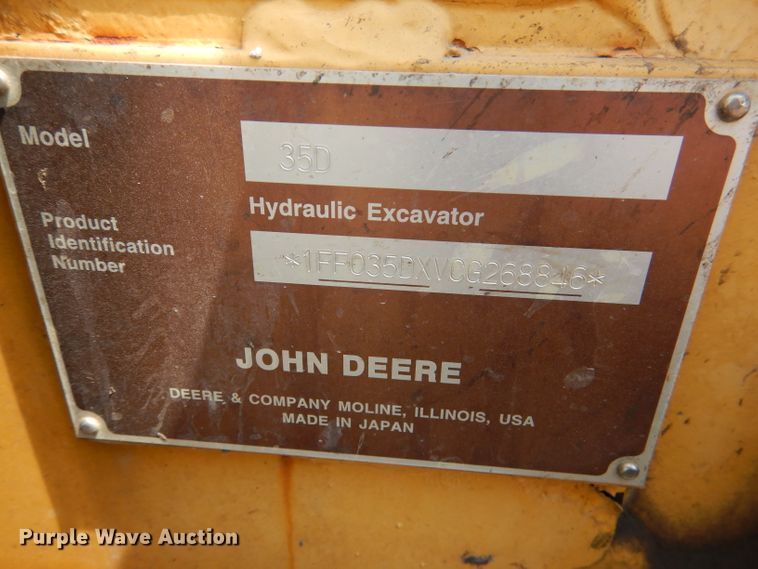 Model
35D
Hydraulic Excavator
Product
Identification
Number
*1FF035DXVCG268846*
JOHN DEERE
DEERE & COMPANY MOLINE, ILLINOIS, USA
MADE IN JAPAN
Purple Wave Auction